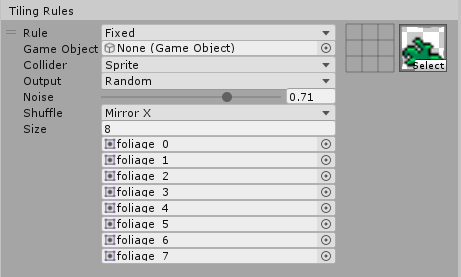 Tiling Rules
Rule Fixed
Game Object None (Game Object)
Collider Sprite
Output Random
Noise 0.71
Shuffle Mirror X
Size 8
Select
foliage_0
foliage_1
foliage_2
foliage_3
foliage_4
foliage_5
foliage_6
foliage_7